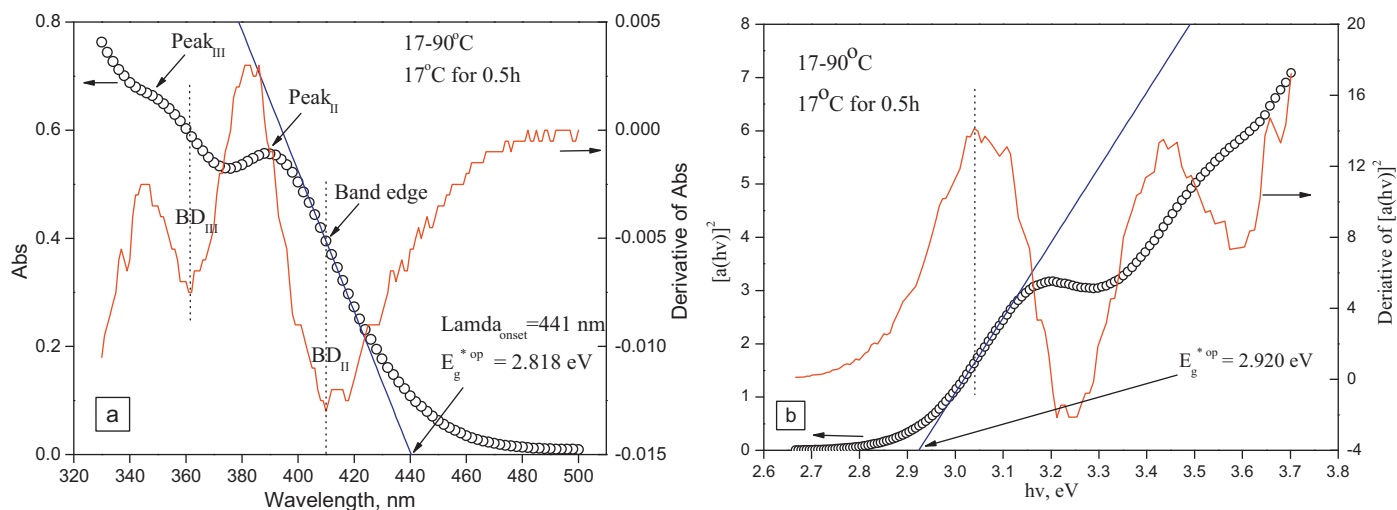 17-90°C
17°C for 0.5h
Peak_III
Peak_II
Band edge
BD_III
BD_II
Lamda_onset=441 nm
E_g^* op = 2.818 eV
a
0.8
0.6
0.4
0.2
0.0
Abs
0.005
0.000
-0.005
-0.010
-0.015
Derivative of Abs
320 340 360 380 400 420 440 460 480 500
Wavelength, nm
17-90°C
17°C for 0.5h
E_g^* op = 2.920 eV
b
8
7
6
5
4
3
2
1
0
[a(hν)]²
20
16
12
8
4
0
-4
Deriative of [a(hν)]²
2.6 2.7 2.8 2.9 3.0 3.1 3.2 3.3 3.4 3.5 3.6 3.7 3.8
hν, eV